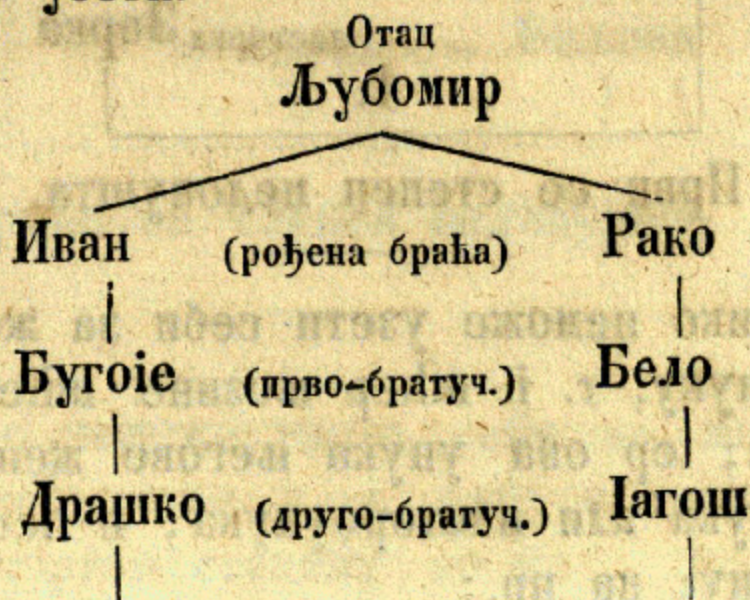 Отац
Љубомир
Иван (рођена браћа) Рако
Бугоіе (прво-братуч.) Бело
Драшко (друго-братуч.) Іагош